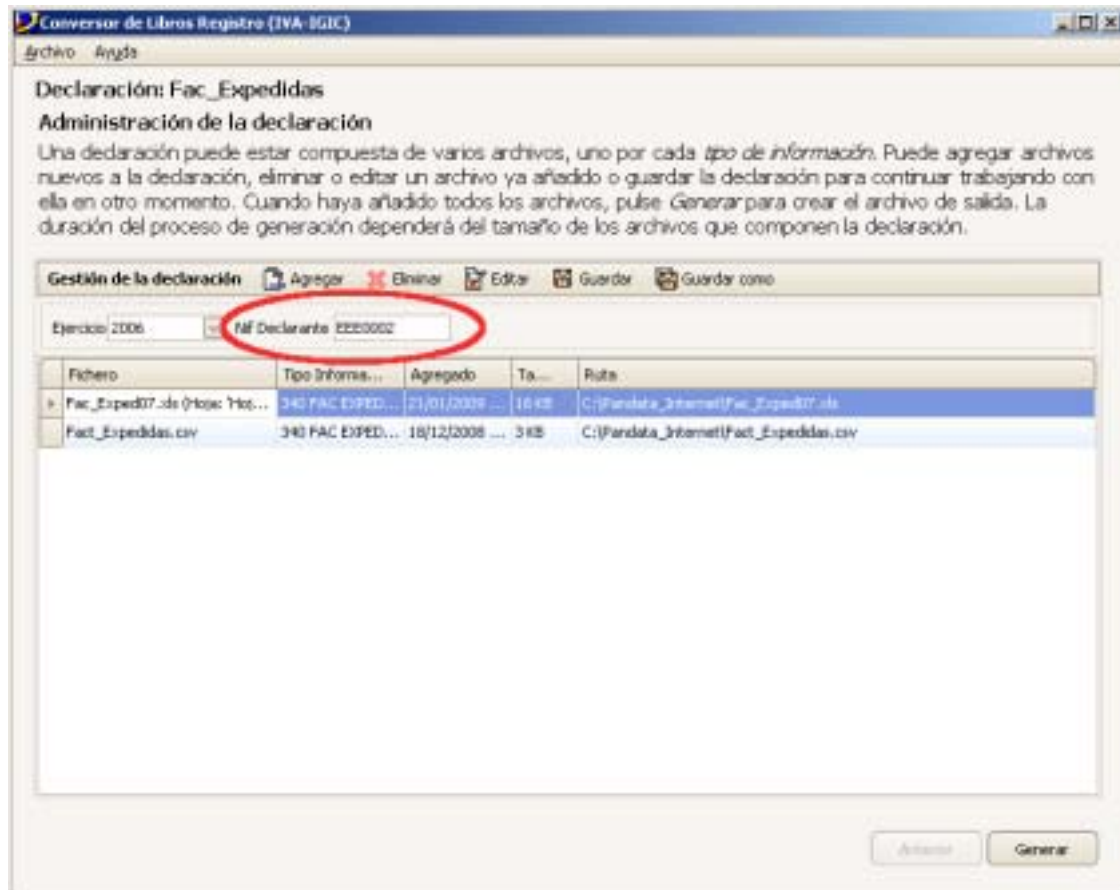 Conversor de Libros Registro (IVA-IGIC)
Archivo Ayuda
Declaración: Fac_Expedidas
Administración de la declaración
Una declaración puede estar compuesta de varios archivos, uno por cada tipo de información. Puede agregar archivos
nuevos a la declaración, eliminar o editar un archivo ya añadido o guardar la declaración para continuar trabajando con
ella en otro momento. Cuando haya añadido todos los archivos, pulse Generar para crear el archivo de salida. La
duración del proceso de generación dependerá del tamaño de los archivos que componen la declaración.
Gestión de la declaración Agregar Eliminar Editar Guardar Guardar como
Ejercicio 2006 Nif Declarante EEE0002
Fichero Tipo Informa... Agregado Ta... Ruta
Fac_Exped07.xls (Hoja: 'Hoj... 340 FAC EXPED... 21/01/2009 ... 16 KB C:\Pandata_Internet\Fac_Exped07.xls
Fact_Expedidas.csv 340 FAC EXPED... 18/12/2008 ... 3 KB C:\Pandata_Internet\Fact_Expedidas.csv
Anterior Generar